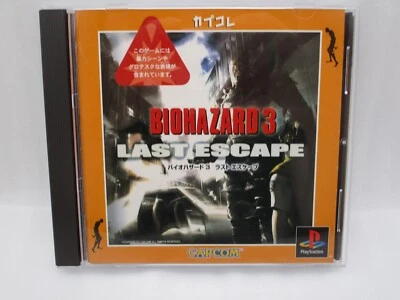 カイコレ
このゲームには
暴力シーンや
グロテスクな表現が
含まれています。
BIOHAZARD 3
LAST ESCAPE
バイオハザード3 ラストエスケープ
CAPCOM
PlayStation